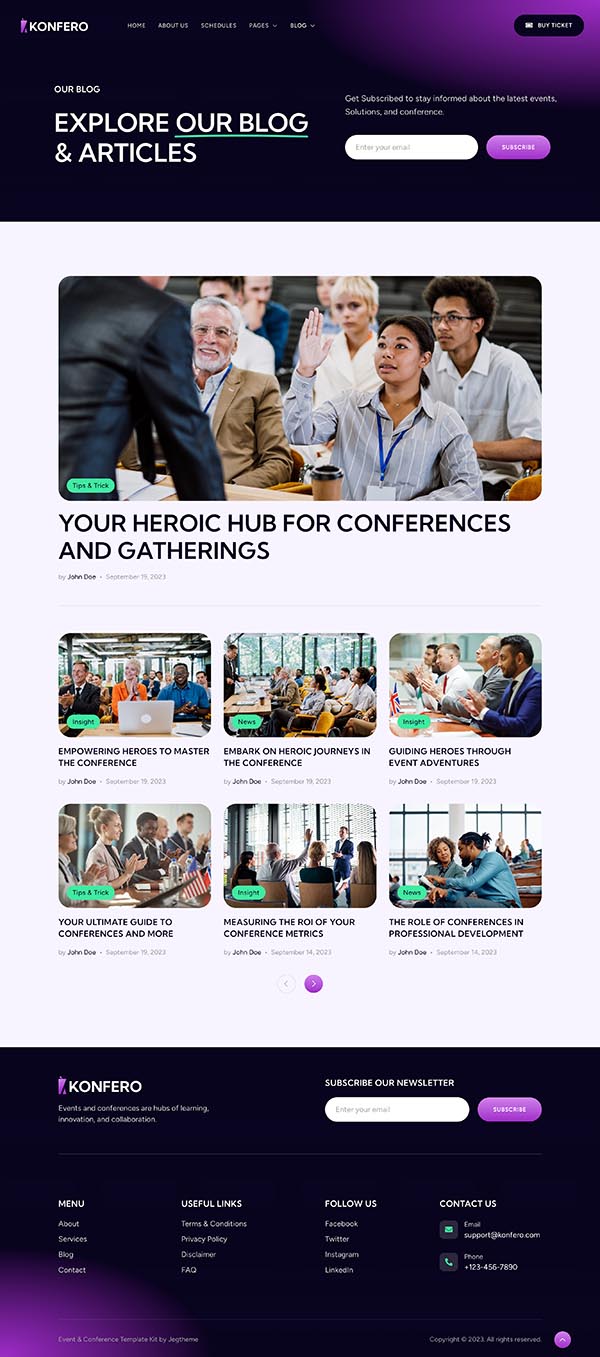 KONFERO
HOME
ABOUT US
SCHEDULES
PAGES
BLOG
BUY TICKET
OUR BLOG
EXPLORE OUR BLOG
& ARTICLES
Get Subscribed to stay informed about the latest events,
Solutions, and conference.
Enter your email
SUBSCRIBE
Tips & Trick
YOUR HEROIC HUB FOR CONFERENCES
AND GATHERINGS
by John Doe • September 19, 2023
Insight
EMPOWERING HEROES TO MASTER
THE CONFERENCE
by John Doe • September 19, 2023
News
EMBARK ON HEROIC JOURNEYS IN
THE CONFERENCE
by John Doe • September 19, 2023
Insight
GUIDING HEROES THROUGH
EVENT ADVENTURES
by John Doe • September 19, 2023
Tips & Trick
YOUR ULTIMATE GUIDE TO
CONFERENCES AND MORE
by John Doe • September 19, 2023
Insight
MEASURING THE ROI OF YOUR
CONFERENCE METRICS
by John Doe • September 14, 2023
News
THE ROLE OF CONFERENCES IN
PROFESSIONAL DEVELOPMENT
by John Doe • September 14, 2023
KONFERO
Events and conferences are hubs of learning,
innovation, and collaboration.
SUBSCRIBE OUR NEWSLETTER
Enter your email
SUBSCRIBE
MENU
About
Services
Blog
Contact
USEFUL LINKS
Terms & Conditions
Privacy Policy
Disclaimer
FAQ
FOLLOW US
Facebook
Twitter
Instagram
LinkedIn
CONTACT US
Email
support@konfero.com
Phone
+123-456-7890
Event & Conference Template Kit by Jegtheme
Copyright © 2023. All rights reserved.